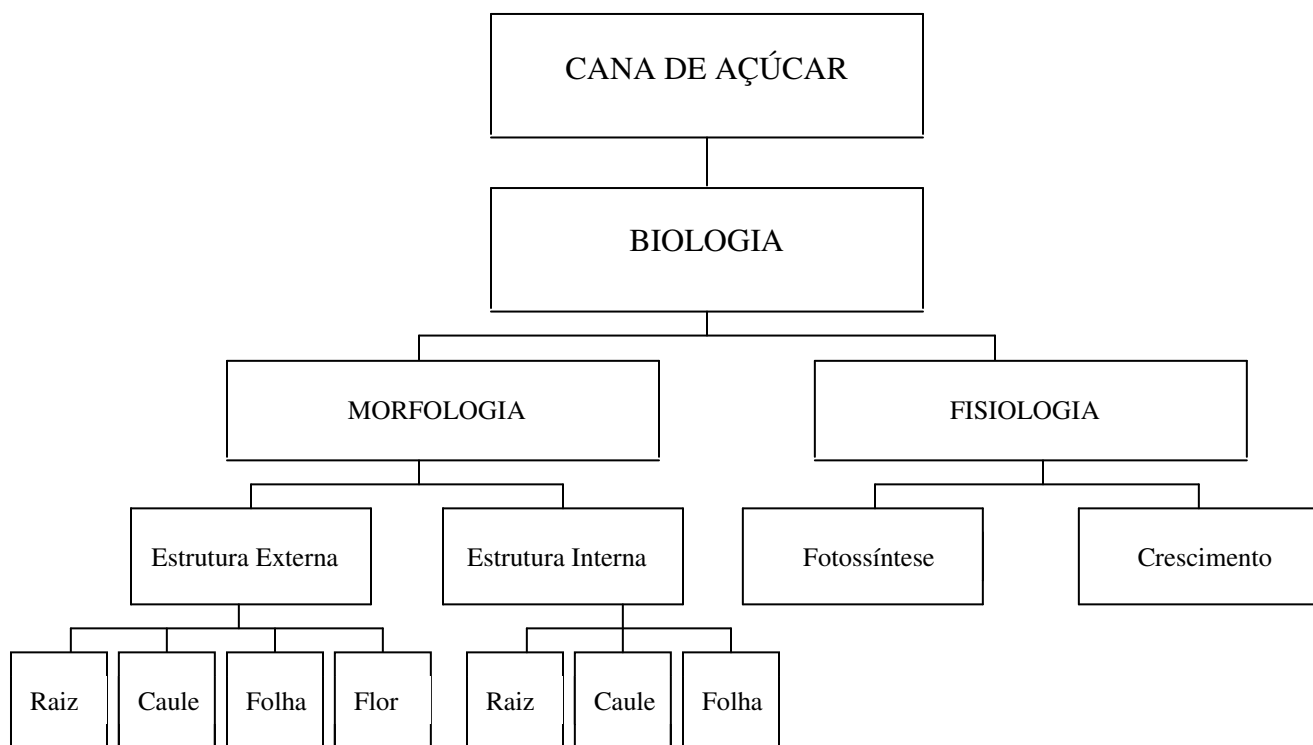 CANA DE AÇÚCAR
BIOLOGIA
MORFOLOGIA
FISIOLOGIA
Estrutura Externa
Estrutura Interna
Fotossíntese
Crescimento
Raiz
Caule
Folha
Flor
Raiz
Caule
Folha